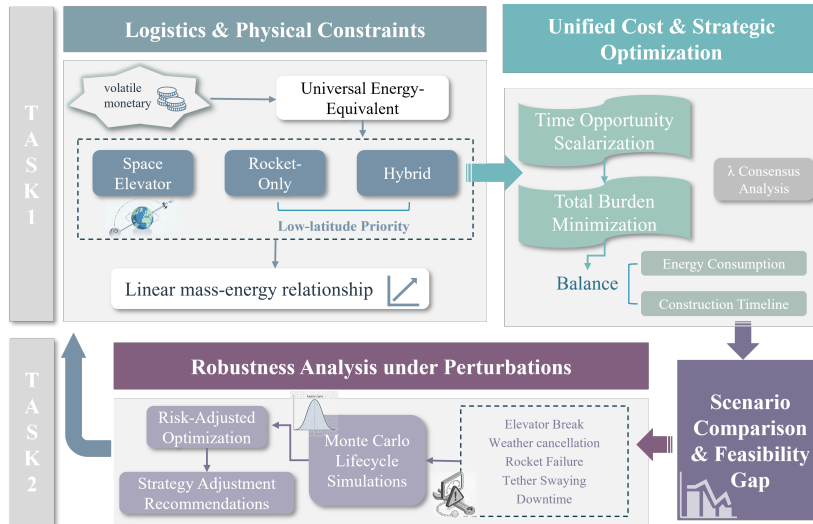 TASK1
Logistics & Physical Constraints
volatile
monetary
Universal Energy-
Equivalent
Space
Elevator
Rocket-
Only
Hybrid
Low-latitude Priority
Linear mass-energy relationship
Unified Cost & Strategic
Optimization
Time Opportunity
Scalarization
λ Consensus
Analysis
Total Burden
Minimization
Balance
Energy Consumption
Construction Timeline
TASK2
Robustness Analysis under Perturbations
Risk-Adjusted
Optimization
Strategy Adjustment
Recommendations
Monte Carlo
Lifecycle
Simulations
Elevator Break
Weather cancellation
Rocket Failure
Tether Swaying
Downtime
Scenario
Comparison
& Feasibility
Gap